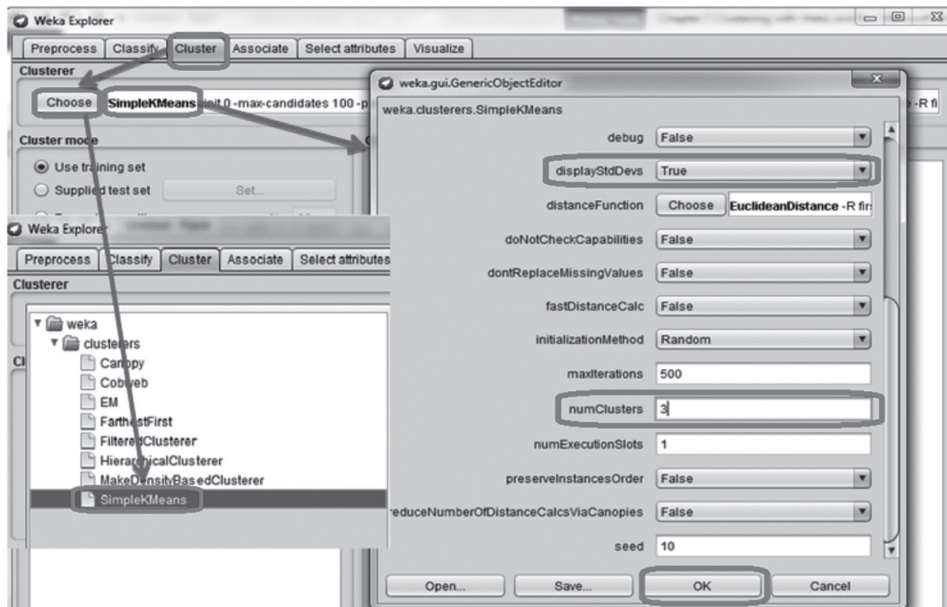 Weka Explorer
Preprocess Classify Cluster Associate Select attributes Visualize
Clusterer
Choose SimpleKMeans -init 0 -max-candidates 100 -p
-R fi
Cluster mode
Use training set
Supplied test set Set...
weka.gui.GenericObjectEditor
weka.clusterers.SimpleKMeans
debug False
displayStdDevs True
distanceFunction Choose EuclideanDistance -R firs
doNotCheckCapabilities False
dontReplaceMissingValues False
fastDistanceCalc False
initializationMethod Random
maxIterations 500
numClusters 3
numExecutionSlots 1
preserveInstancesOrder False
reduceNumberOfDistanceCalcsViaCanopies False
seed 10
Open... Save... OK Cancel
Weka Explorer
Preprocess Classify Cluster Associate Select attributes
Clusterer
Cl
weka
clusterers
Canopy
Cobweb
EM
FarthestFirst
FilteredClusterer
HierarchicalClusterer
MakeDensityBasedClusterer
SimpleKMeans